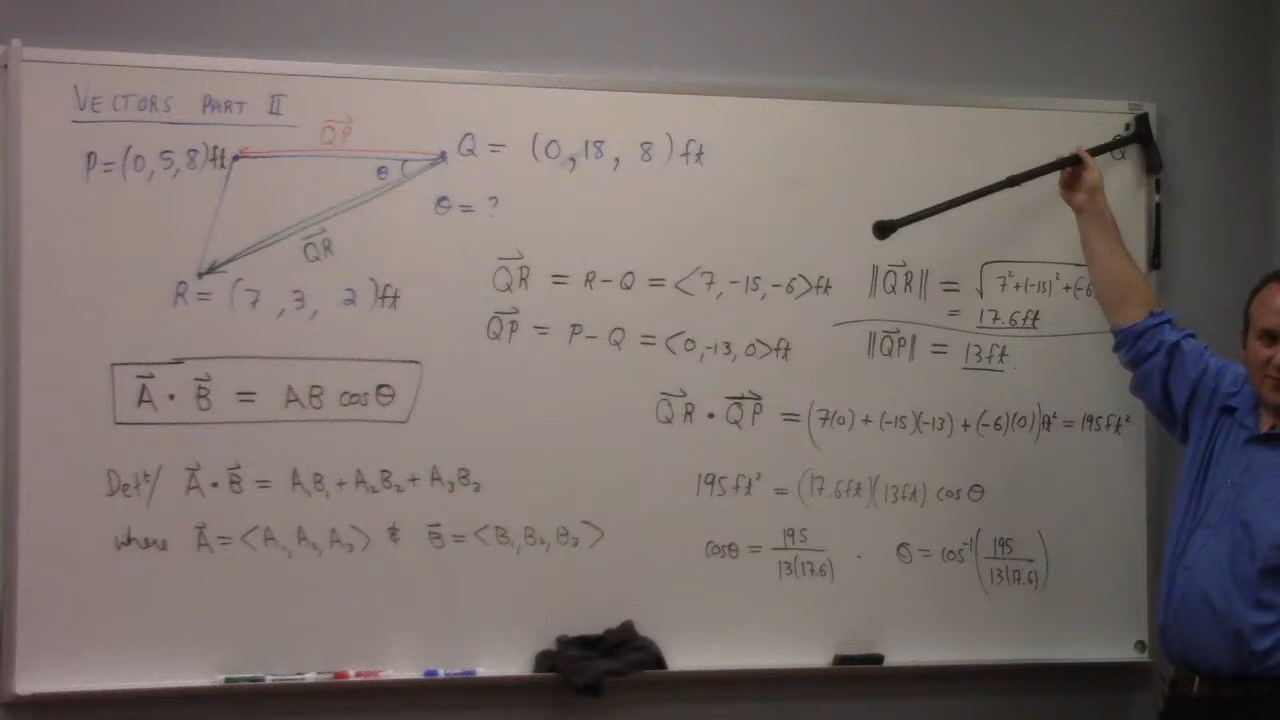 VECTORS PART II
QP
P = (0, 5, 8) ft
Q = (0, 18, 8) ft
θ
θ = ?
QR
R = (7, 3, 2) ft
Q
QR = R - Q = <7, -15, -6> ft
||QR|| = √7² + (-15)² + (-6
= 17.6 ft
QP = P - Q = <0, -13, 0> ft
||QP|| = 13 ft
A · B = AB cos θ
QR · QP = (7(0) + (-15)(-13) + (-6)(0)) ft² = 195 ft²
Defⁿ/ A · B = A₁B₁ + A₂B₂ + A₃B₃
where A = <A₁, A₂, A₃> & B = <B₁, B₂, B₃>
195 ft² = (17.6 ft)(13 ft) cos θ
cos θ = 195 / 13(17.6) . θ = cos⁻¹(195 / 13(17.6))